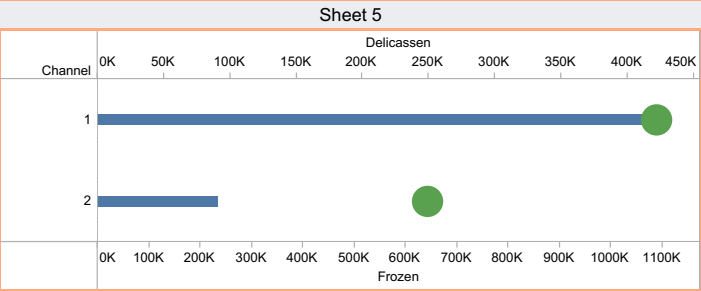 Sheet 5
Delicassen
Channel 0K 50K 100K 150K 200K 250K 300K 350K 400K 450K
1
2
0K 100K 200K 300K 400K 500K 600K 700K 800K 900K 1000K 1100K
Frozen